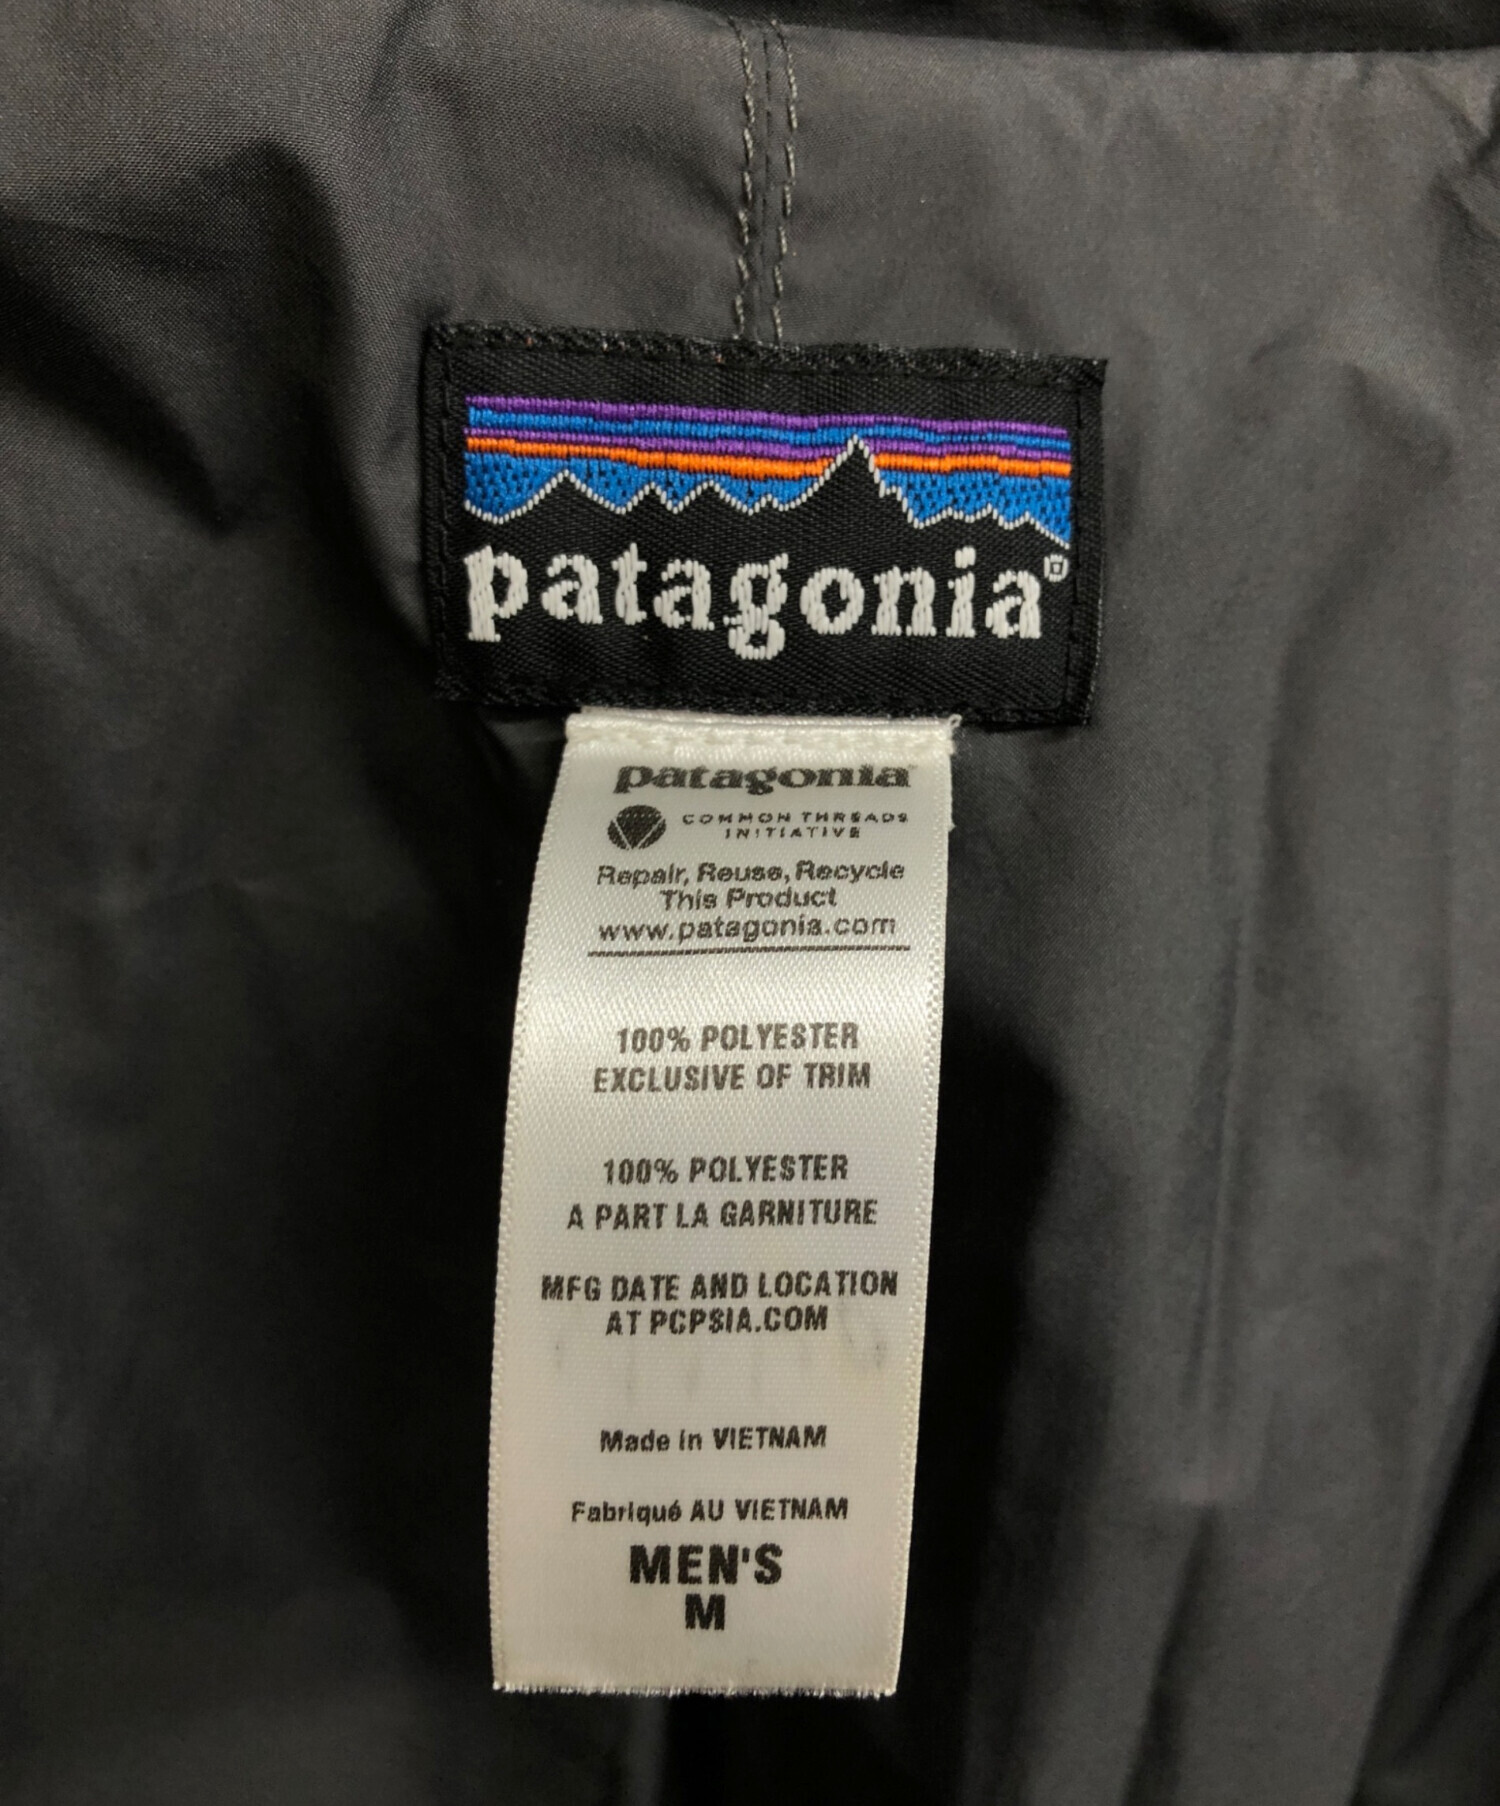 patagonia®
patagonia
COMMON THREADS
INITIATIVE
Repair, Reuse, Recycle
This Product
www.patagonia.com
100% POLYESTER
EXCLUSIVE OF TRIM
100% POLYESTER
A PART LA GARNITURE
MFG DATE AND LOCATION
AT PCPSIA.COM
Made in VIETNAM
Fabriqué AU VIETNAM
MEN'S
M